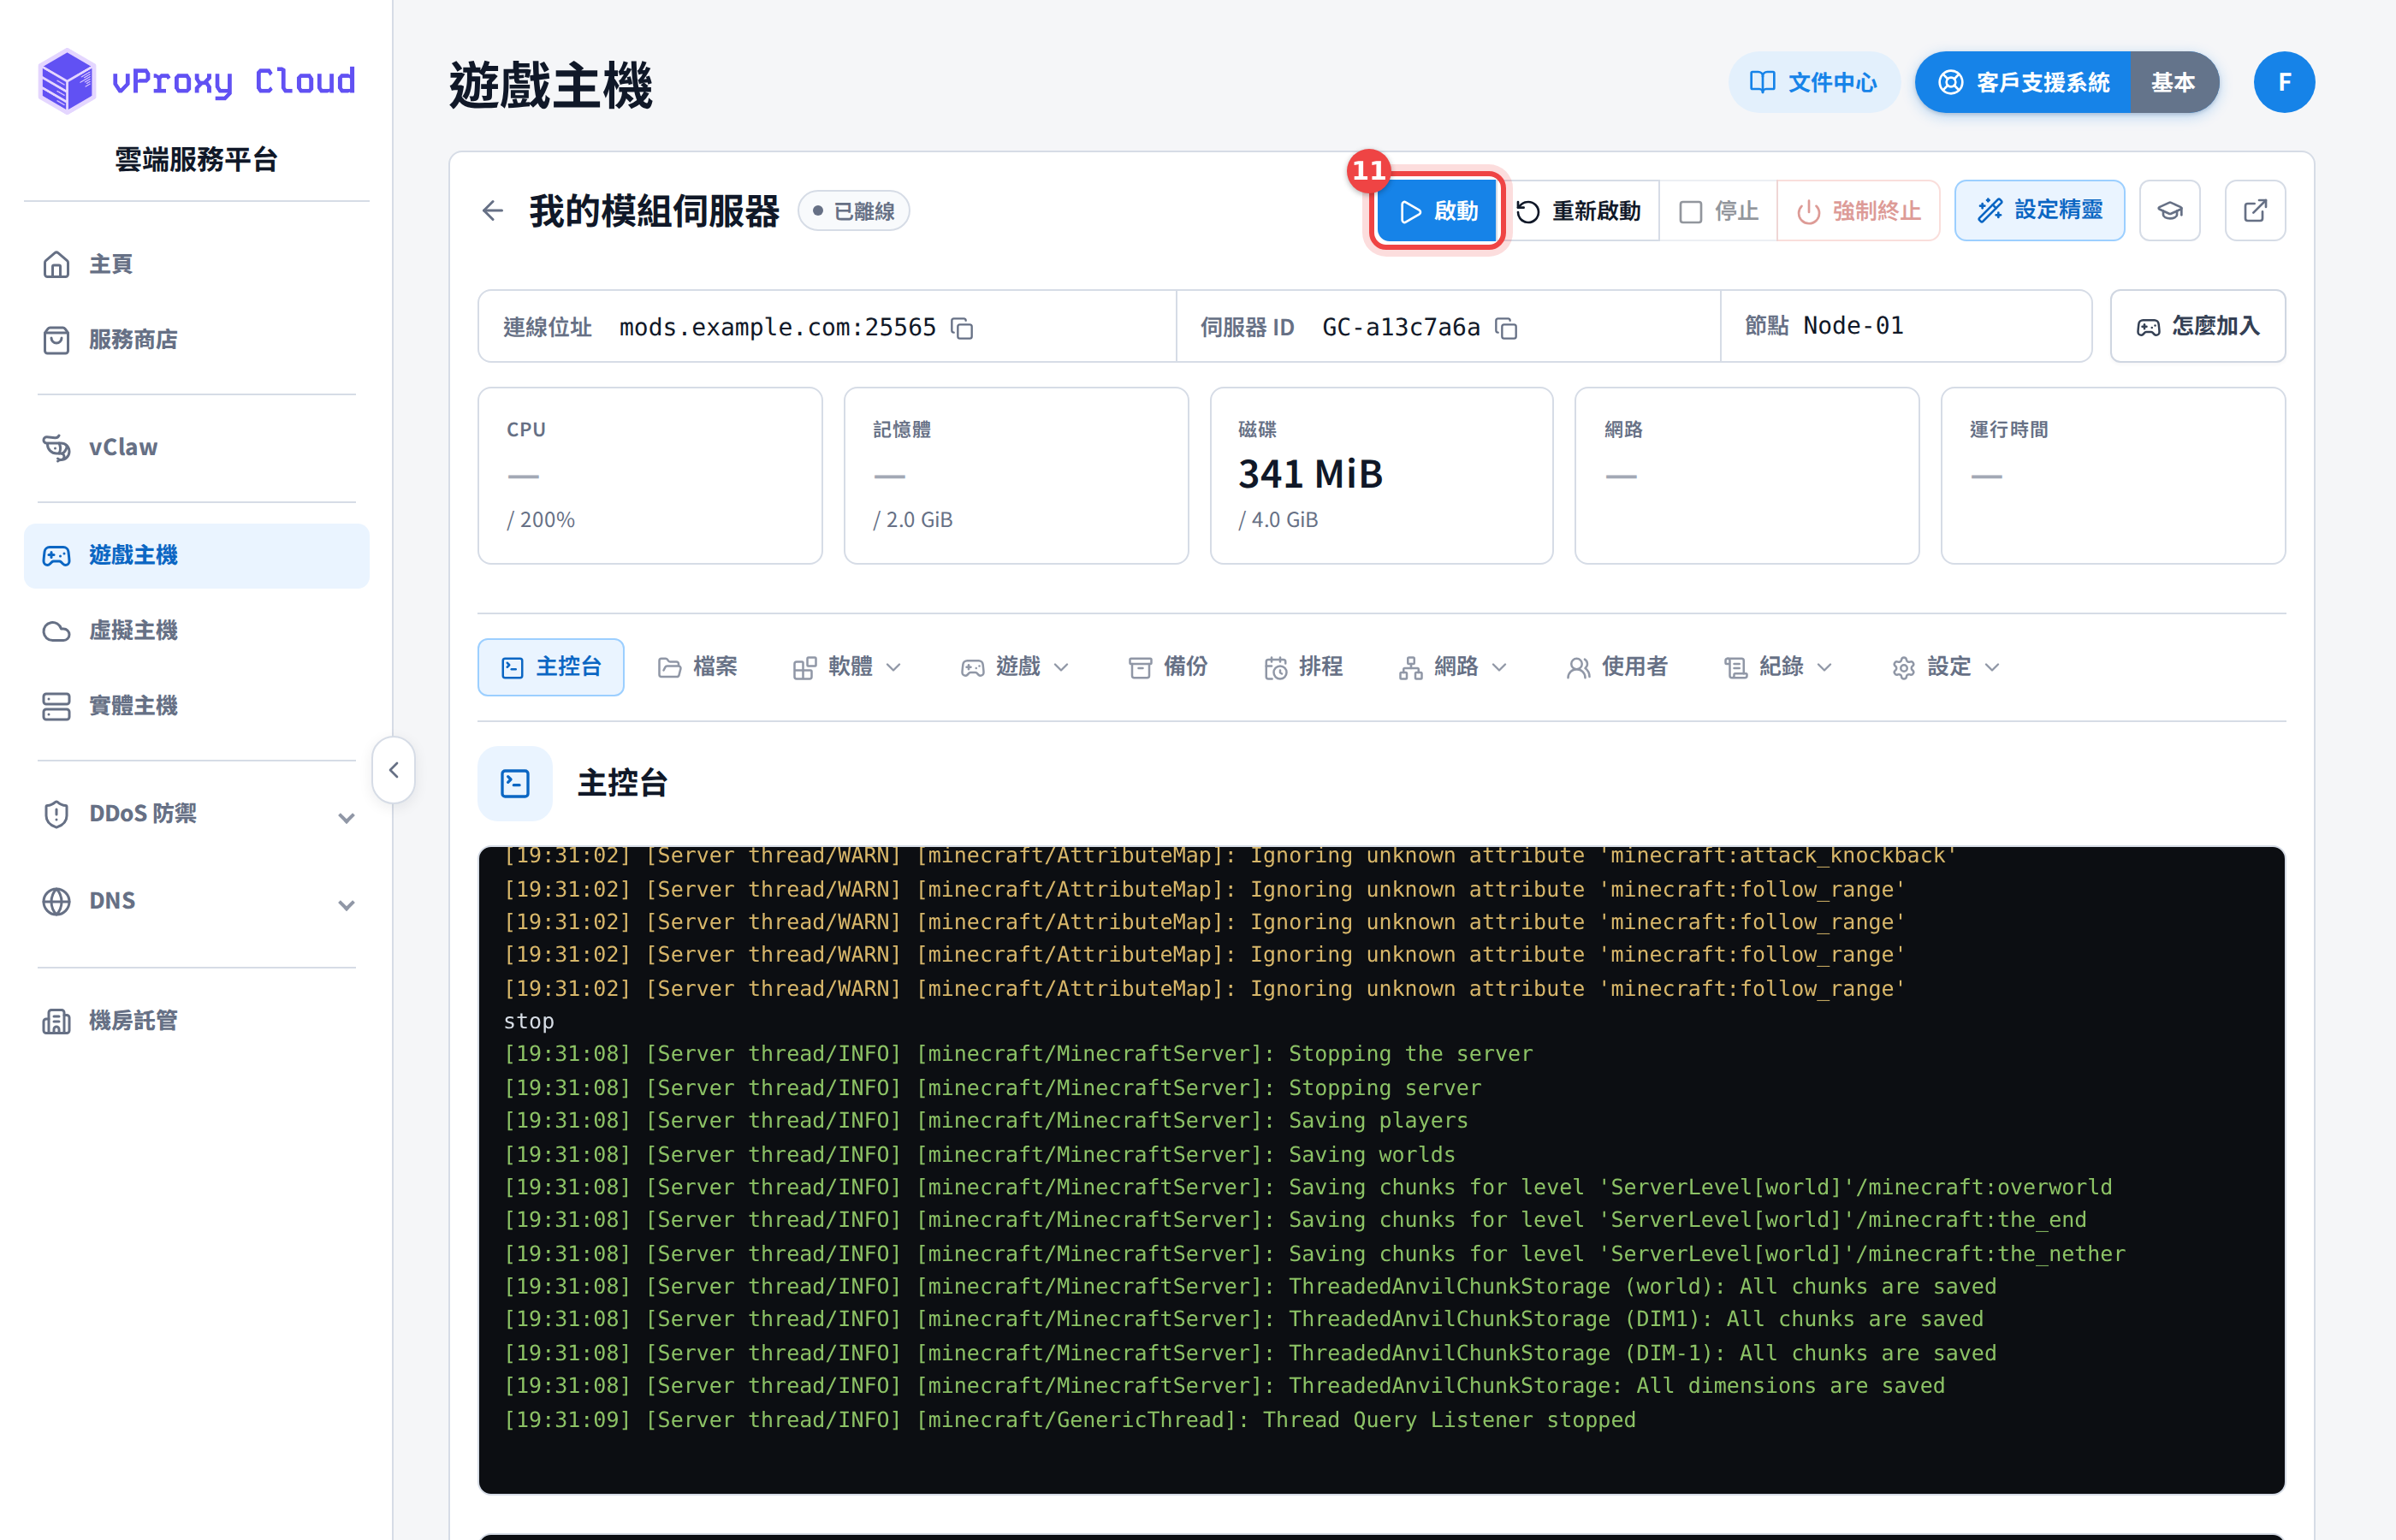 vProxy Cloud
雲端服務平台
主頁
服務商店
vClaw
遊戲主機
虛擬主機
實體主機
DDoS 防禦
DNS
機房託管
遊戲主機
文件中心
客戶支援系統 基本
F
11
我的模組伺服器 已離線
啟動 重新啟動 停止 強制終止 設定精靈
連線位址 mods.example.com:25565 伺服器 ID GC-a13c7a6a 節點 Node-01 怎麼加入
CPU
—
/ 200%
記憶體
—
/ 2.0 GiB
磁碟
341 MiB
/ 4.0 GiB
網路
—
運行時間
—
主控台 檔案 軟體 遊戲 備份 排程 網路 使用者 紀錄 設定
主控台
[19:31:02] [Server thread/WARN] [minecraft/AttributeMap]: Ignoring unknown attribute 'minecraft:attack_knockback'
[19:31:02] [Server thread/WARN] [minecraft/AttributeMap]: Ignoring unknown attribute 'minecraft:follow_range'
[19:31:02] [Server thread/WARN] [minecraft/AttributeMap]: Ignoring unknown attribute 'minecraft:follow_range'
[19:31:02] [Server thread/WARN] [minecraft/AttributeMap]: Ignoring unknown attribute 'minecraft:follow_range'
[19:31:02] [Server thread/WARN] [minecraft/AttributeMap]: Ignoring unknown attribute 'minecraft:follow_range'
stop
[19:31:08] [Server thread/INFO] [minecraft/MinecraftServer]: Stopping the server
[19:31:08] [Server thread/INFO] [minecraft/MinecraftServer]: Stopping server
[19:31:08] [Server thread/INFO] [minecraft/MinecraftServer]: Saving players
[19:31:08] [Server thread/INFO] [minecraft/MinecraftServer]: Saving worlds
[19:31:08] [Server thread/INFO] [minecraft/MinecraftServer]: Saving chunks for level 'ServerLevel[world]'/minecraft:overworld
[19:31:08] [Server thread/INFO] [minecraft/MinecraftServer]: Saving chunks for level 'ServerLevel[world]'/minecraft:the_end
[19:31:08] [Server thread/INFO] [minecraft/MinecraftServer]: Saving chunks for level 'ServerLevel[world]'/minecraft:the_nether
[19:31:08] [Server thread/INFO] [minecraft/MinecraftServer]: ThreadedAnvilChunkStorage (world): All chunks are saved
[19:31:08] [Server thread/INFO] [minecraft/MinecraftServer]: ThreadedAnvilChunkStorage (DIM1): All chunks are saved
[19:31:08] [Server thread/INFO] [minecraft/MinecraftServer]: ThreadedAnvilChunkStorage (DIM-1): All chunks are saved
[19:31:08] [Server thread/INFO] [minecraft/MinecraftServer]: ThreadedAnvilChunkStorage: All dimensions are saved
[19:31:09] [Server thread/INFO] [minecraft/GenericThread]: Thread Query Listener stopped